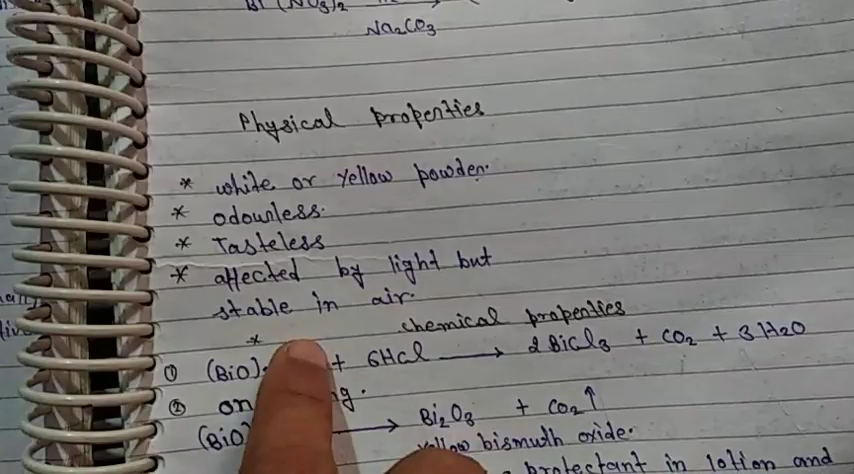 Na2CO3
Physical properties
* white or Yellow powder.
* odourless.
* Tasteless
* affected by light but
stable in air.
* chemical properties
① (BiO) + 6HCl → 2BiCl3 + CO2 + 3H2O
② on
(BiO) → Bi2O3 + CO2↑
Yellow bismuth oxide.
protectant in lotion and